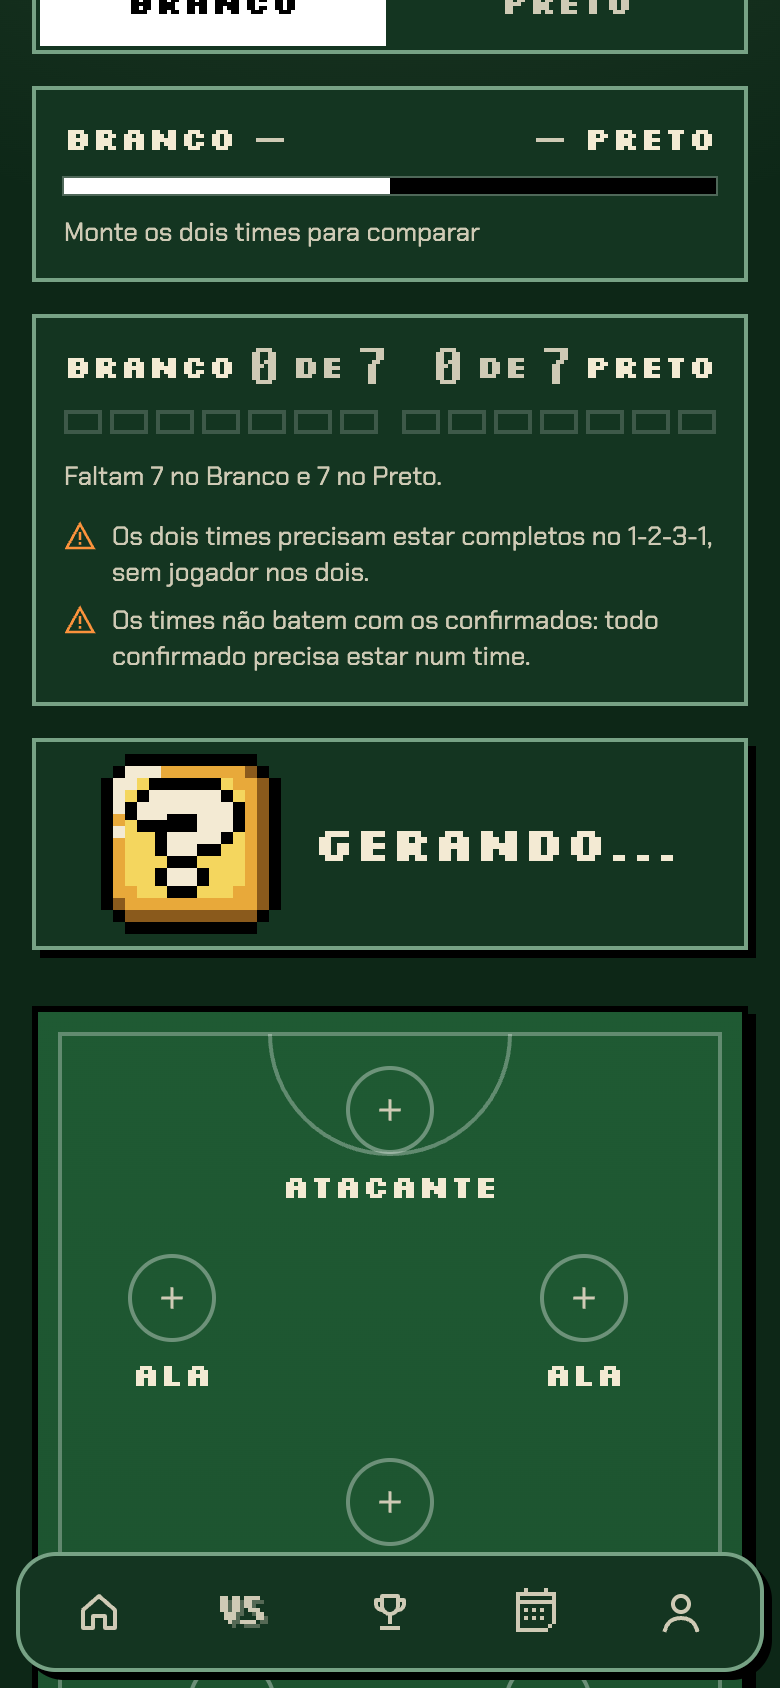 BRANCO PRETO
BRANCO — — PRETO
Monte os dois times para comparar
BRANCO 0 DE 7 0 DE 7 PRETO
Faltam 7 no Branco e 7 no Preto.
Os dois times precisam estar completos no 1-2-3-1,
sem jogador nos dois.
Os times não batem com os confirmados: todo
confirmado precisa estar num time.
?
GERANDO...
+
ATACANTE
+ +
ALA ALA
+
VS